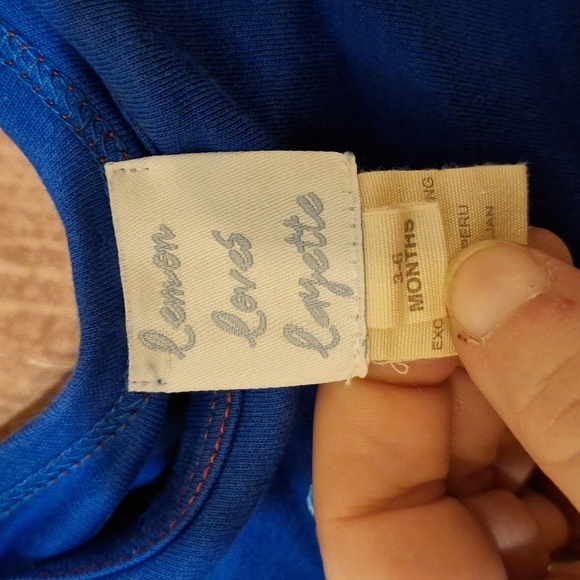 Lemon
Loves
Layette
3-6
MONTHS
PERU